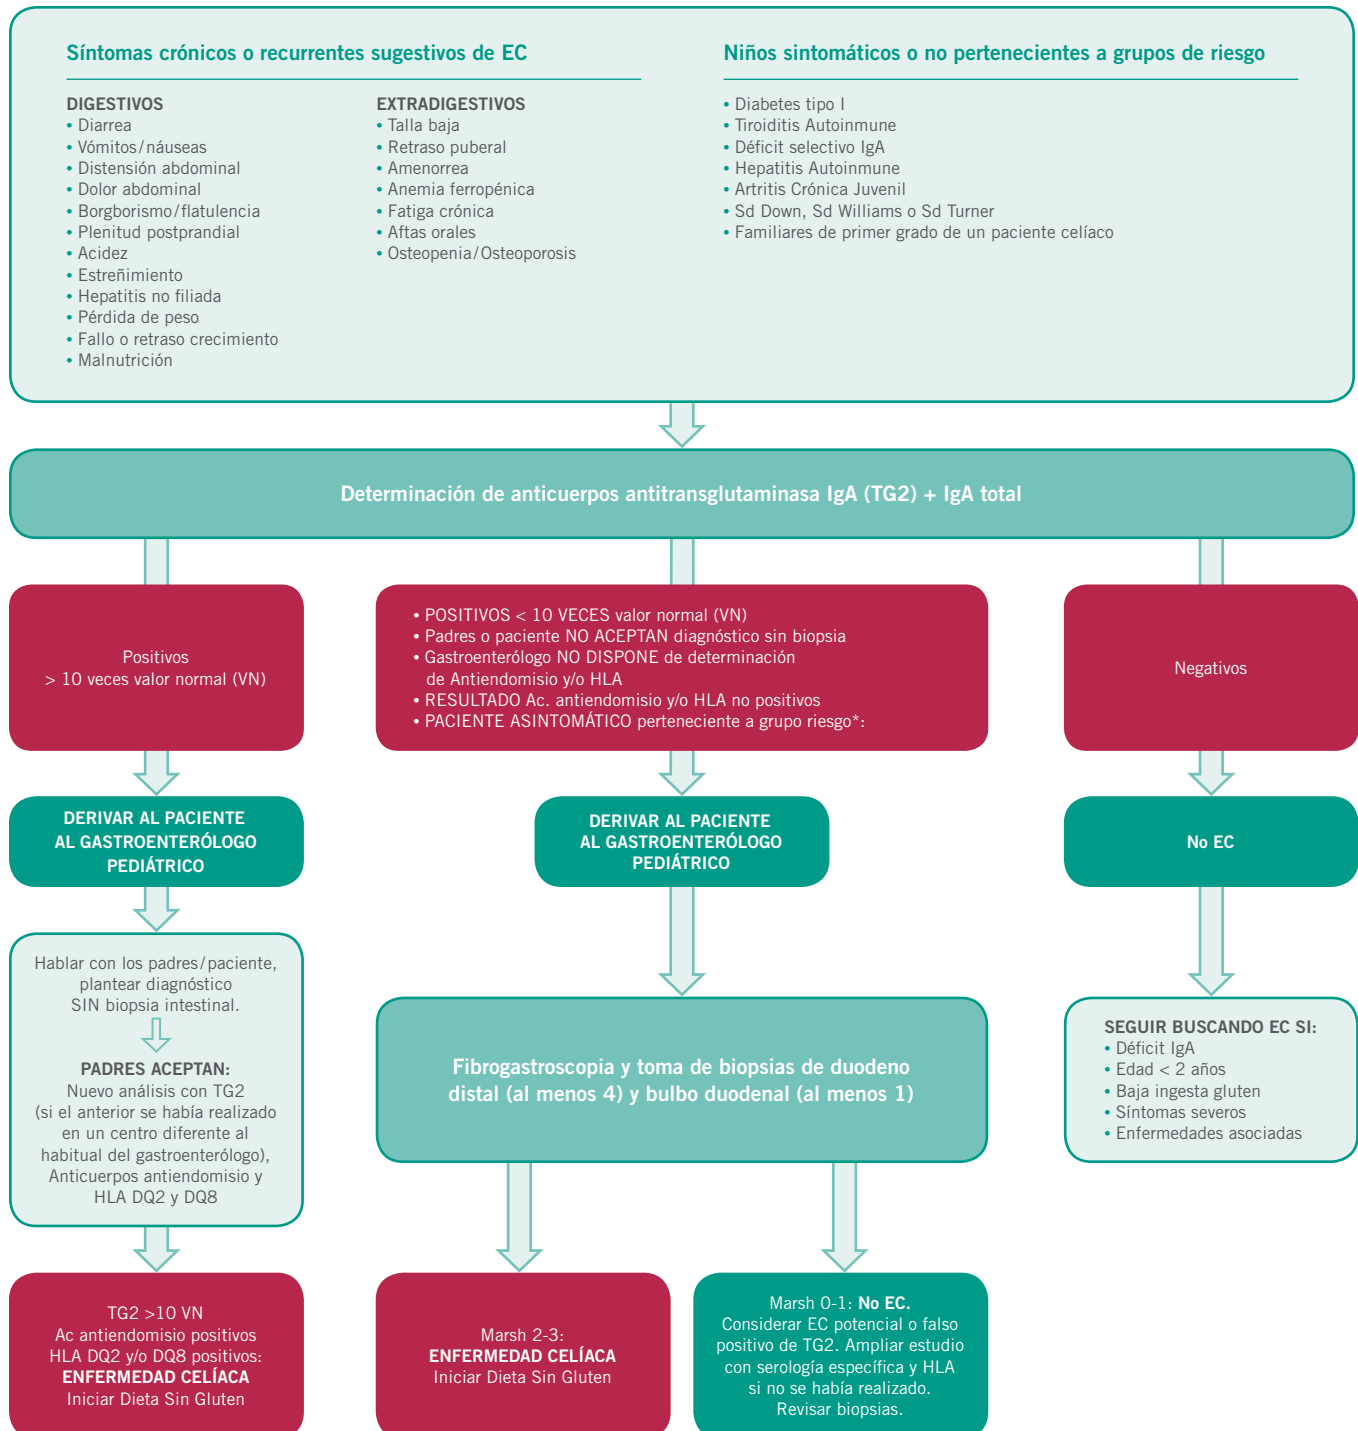 Síntomas crónicos o recurrentes sugestivos de EC
DIGESTIVOS
• Diarrea
• Vómitos/náuseas
• Distensión abdominal
• Dolor abdominal
• Borgborismo/flatulencia
• Plenitud postprandial
• Acidez
• Estreñimiento
• Hepatitis no filiada
• Pérdida de peso
• Fallo o retraso crecimiento
• Malnutrición
EXTRADIGESTIVOS
• Talla baja
• Retraso puberal
• Amenorrea
• Anemia ferropénica
• Fatiga crónica
• Aftas orales
• Osteopenia/Osteoporosis
Niños sintomáticos o no pertenecientes a grupos de riesgo
• Diabetes tipo I
• Tiroiditis Autoinmune
• Déficit selectivo IgA
• Hepatitis Autoinmune
• Artritis Crónica Juvenil
• Sd Down, Sd Williams o Sd Turner
• Familiares de primer grado de un paciente celíaco
Determinación de anticuerpos antitransglutaminasa IgA (TG2) + IgA total
Positivos
> 10 veces valor normal (VN)
• POSITIVOS < 10 VECES valor normal (VN)
• Padres o paciente NO ACEPTAN diagnóstico sin biopsia
• Gastroenterólogo NO DISPONE de determinación
de Antiendomisio y/o HLA
• RESULTADO Ac. antiendomisio y/o HLA no positivos
• PACIENTE ASINTOMÁTICO perteneciente a grupo riesgo*:
Negativos
DERIVAR AL PACIENTE
AL GASTROENTERÓLOGO
PEDIÁTRICO
DERIVAR AL PACIENTE
AL GASTROENTERÓLOGO
PEDIÁTRICO
No EC
Hablar con los padres/paciente,
plantear diagnóstico
SIN biopsia intestinal.
PADRES ACEPTAN:
Nuevo análisis con TG2
(si el anterior se había realizado
en un centro diferente al
habitual del gastroenterólogo),
Anticuerpos antiendomisio y
HLA DQ2 y DQ8
Fibrogastroscopia y toma de biopsias de duodeno
distal (al menos 4) y bulbo duodenal (al menos 1)
SEGUIR BUSCANDO EC SI:
• Déficit IgA
• Edad < 2 años
• Baja ingesta gluten
• Síntomas severos
• Enfermedades asociadas
TG2 >10 VN
Ac antiendomisio positivos
HLA DQ2 y/o DQ8 positivos:
ENFERMEDAD CELÍACA
Iniciar Dieta Sin Gluten
Marsh 2-3:
ENFERMEDAD CELÍACA
Iniciar Dieta Sin Gluten
Marsh 0-1: No EC.
Considerar EC potencial o falso
positivo de TG2. Ampliar estudio
con serología específica y HLA
si no se había realizado.
Revisar biopsias.